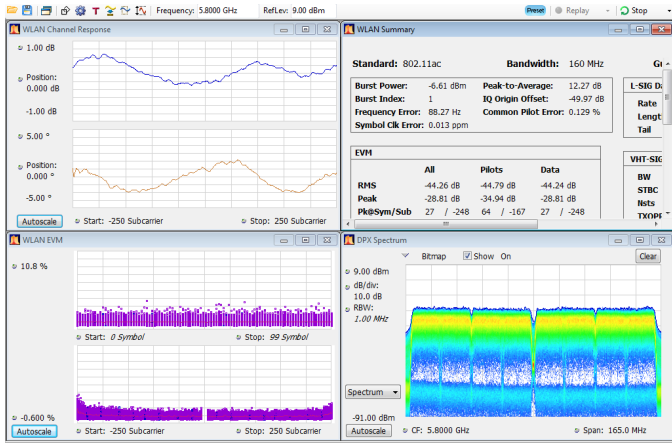 Frequency: 5.8000 GHz RefLev: 9.00 dBm Preset Replay Stop
WLAN Channel Response
1.00 dB
Position:
0.000 dB
-1.00 dB
5.00 °
Position:
0.000 °
-5.00 °
Autoscale Start: -250 Subcarrier Stop: 250 Subcarrier
WLAN Summary
Standard: 802.11ac Bandwidth: 160 MHz Gu
Burst Power: -6.61 dBm Peak-to-Average: 12.27 dB
Burst Index: 1 IQ Origin Offset: -49.97 dB
Frequency Error: 88.27 Hz Common Pilot Error: 0.129 %
Symbol Clk Error: 0.013 ppm
L-SIG Da
Rate
Lengt
Tail
EVM
All Pilots Data
RMS -44.26 dB -44.79 dB -44.24 dB
Peak -28.81 dB -34.94 dB -28.81 dB
Pk@Sym/Sub 27 / -248 64 / -167 27 / -248
VHT-SIG
BW
STBC
Nsts
TXOPP
WLAN EVM
10.8 %
Start: 0 Symbol Stop: 99 Symbol
-0.600 %
Autoscale Start: -250 Subcarrier Stop: 250 Subcarrier
DPX Spectrum
Bitmap Show On Clear
9.00 dBm
dB/div:
10.0 dB
RBW:
1.00 MHz
Spectrum
-91.00 dBm
Autoscale CF: 5.8000 GHz Span: 165.0 MHz